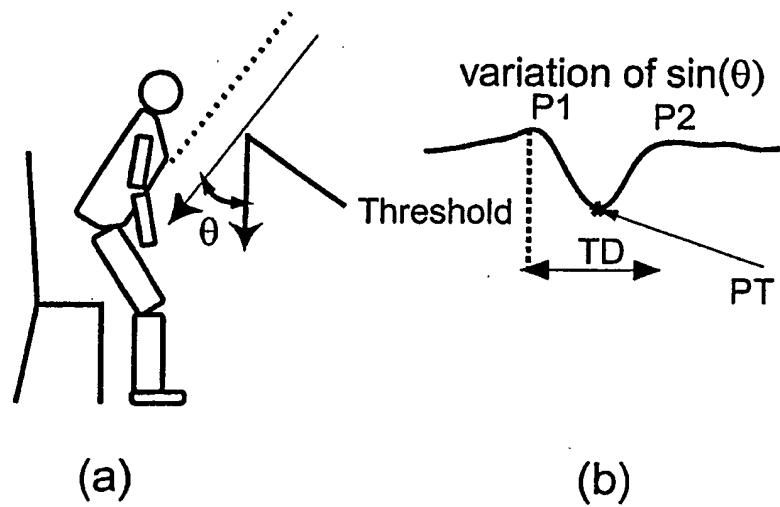 θ
Threshold
(a)
variation of sin(θ)
P1
P2
TD
PT
(b)